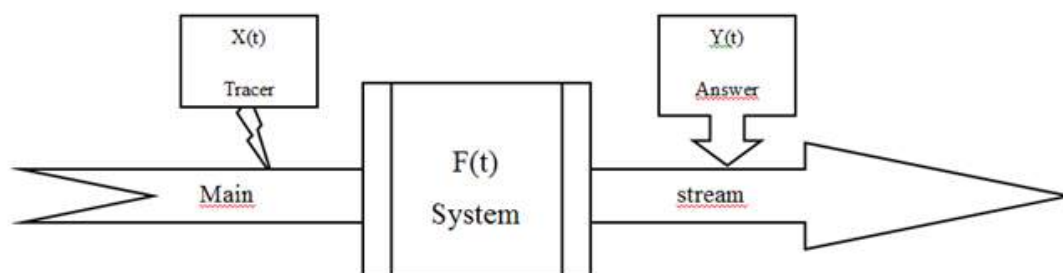 X(t)
Tracer
Y(t)
Answer
F(t)
System
Main
stream